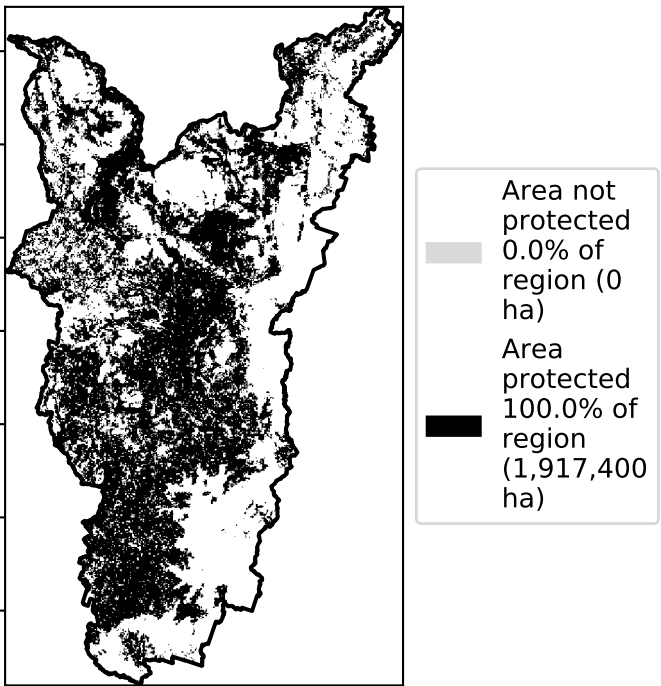 Area not
protected
0.0% of
region (0
ha)
Area
protected
100.0% of
region
(1,917,400
ha)